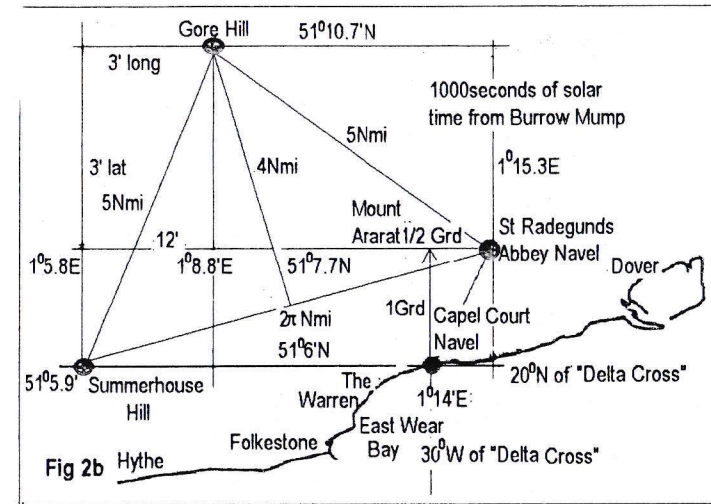 Gore Hill
51⁰10.7'N
3' long
1000seconds of solar
time from Burrow Mump
5Nmi
4Nmi
3' lat
5Nmi
1⁰15.3E
Mount
Ararat1/2 Grd
St Radegunds
Abbey Navel
12'
1⁰5.8E
1⁰8.8'E
51⁰7.7N
Dover
1Grd
Capel Court
Navel
2π Nmi
51⁰6'N
51⁰5.9'
Summerhouse
Hill
20⁰N of "Delta Cross"
The
Warren
1⁰14'E
East Wear
Bay
Folkestone
30⁰W of "Delta Cross"
Fig 2b
Hythe